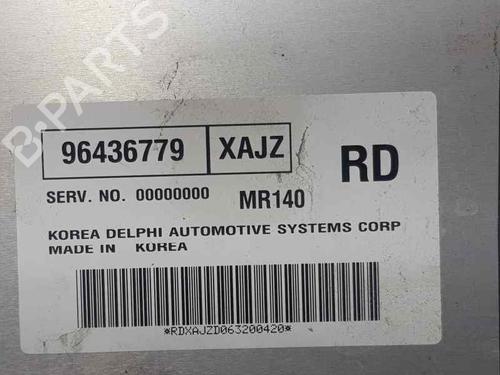 B-PARTS
96436779 XAJZ RD
SERV. NO. 00000000 MR140
KOREA DELPHI AUTOMOTIVE SYSTEMS CORP
MADE IN KOREA
*RDXAJZD063200420*